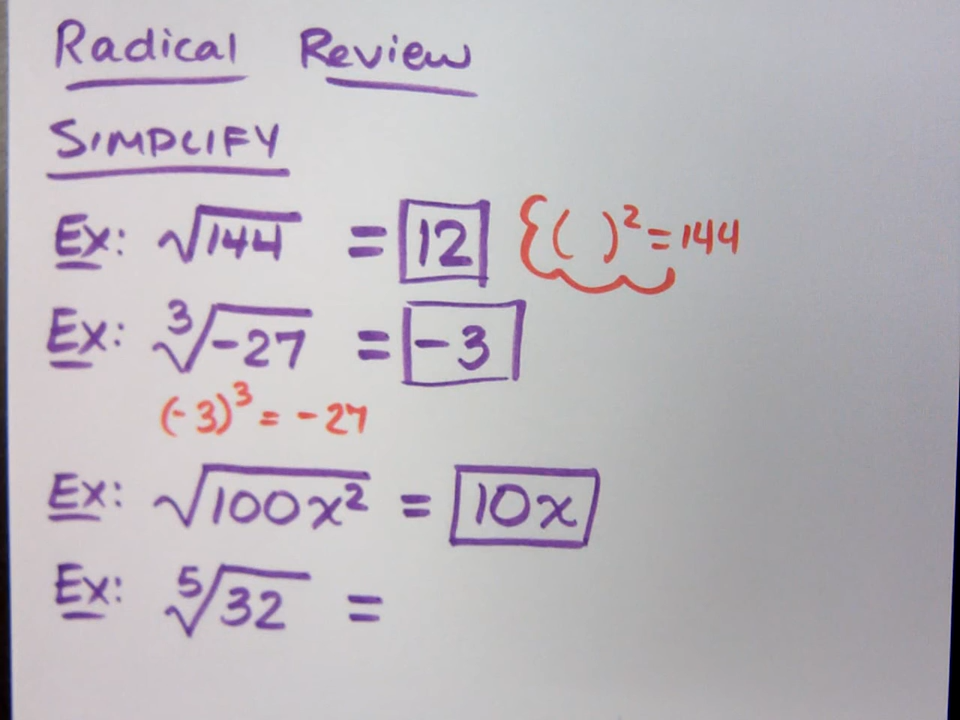 Radical Review
SIMPLIFY
Ex: √144 = 12 {( )² = 144
Ex: ³√-27 = -3
(-3)³ = -27
Ex: √100x² = 10x
Ex: ⁵√32 =